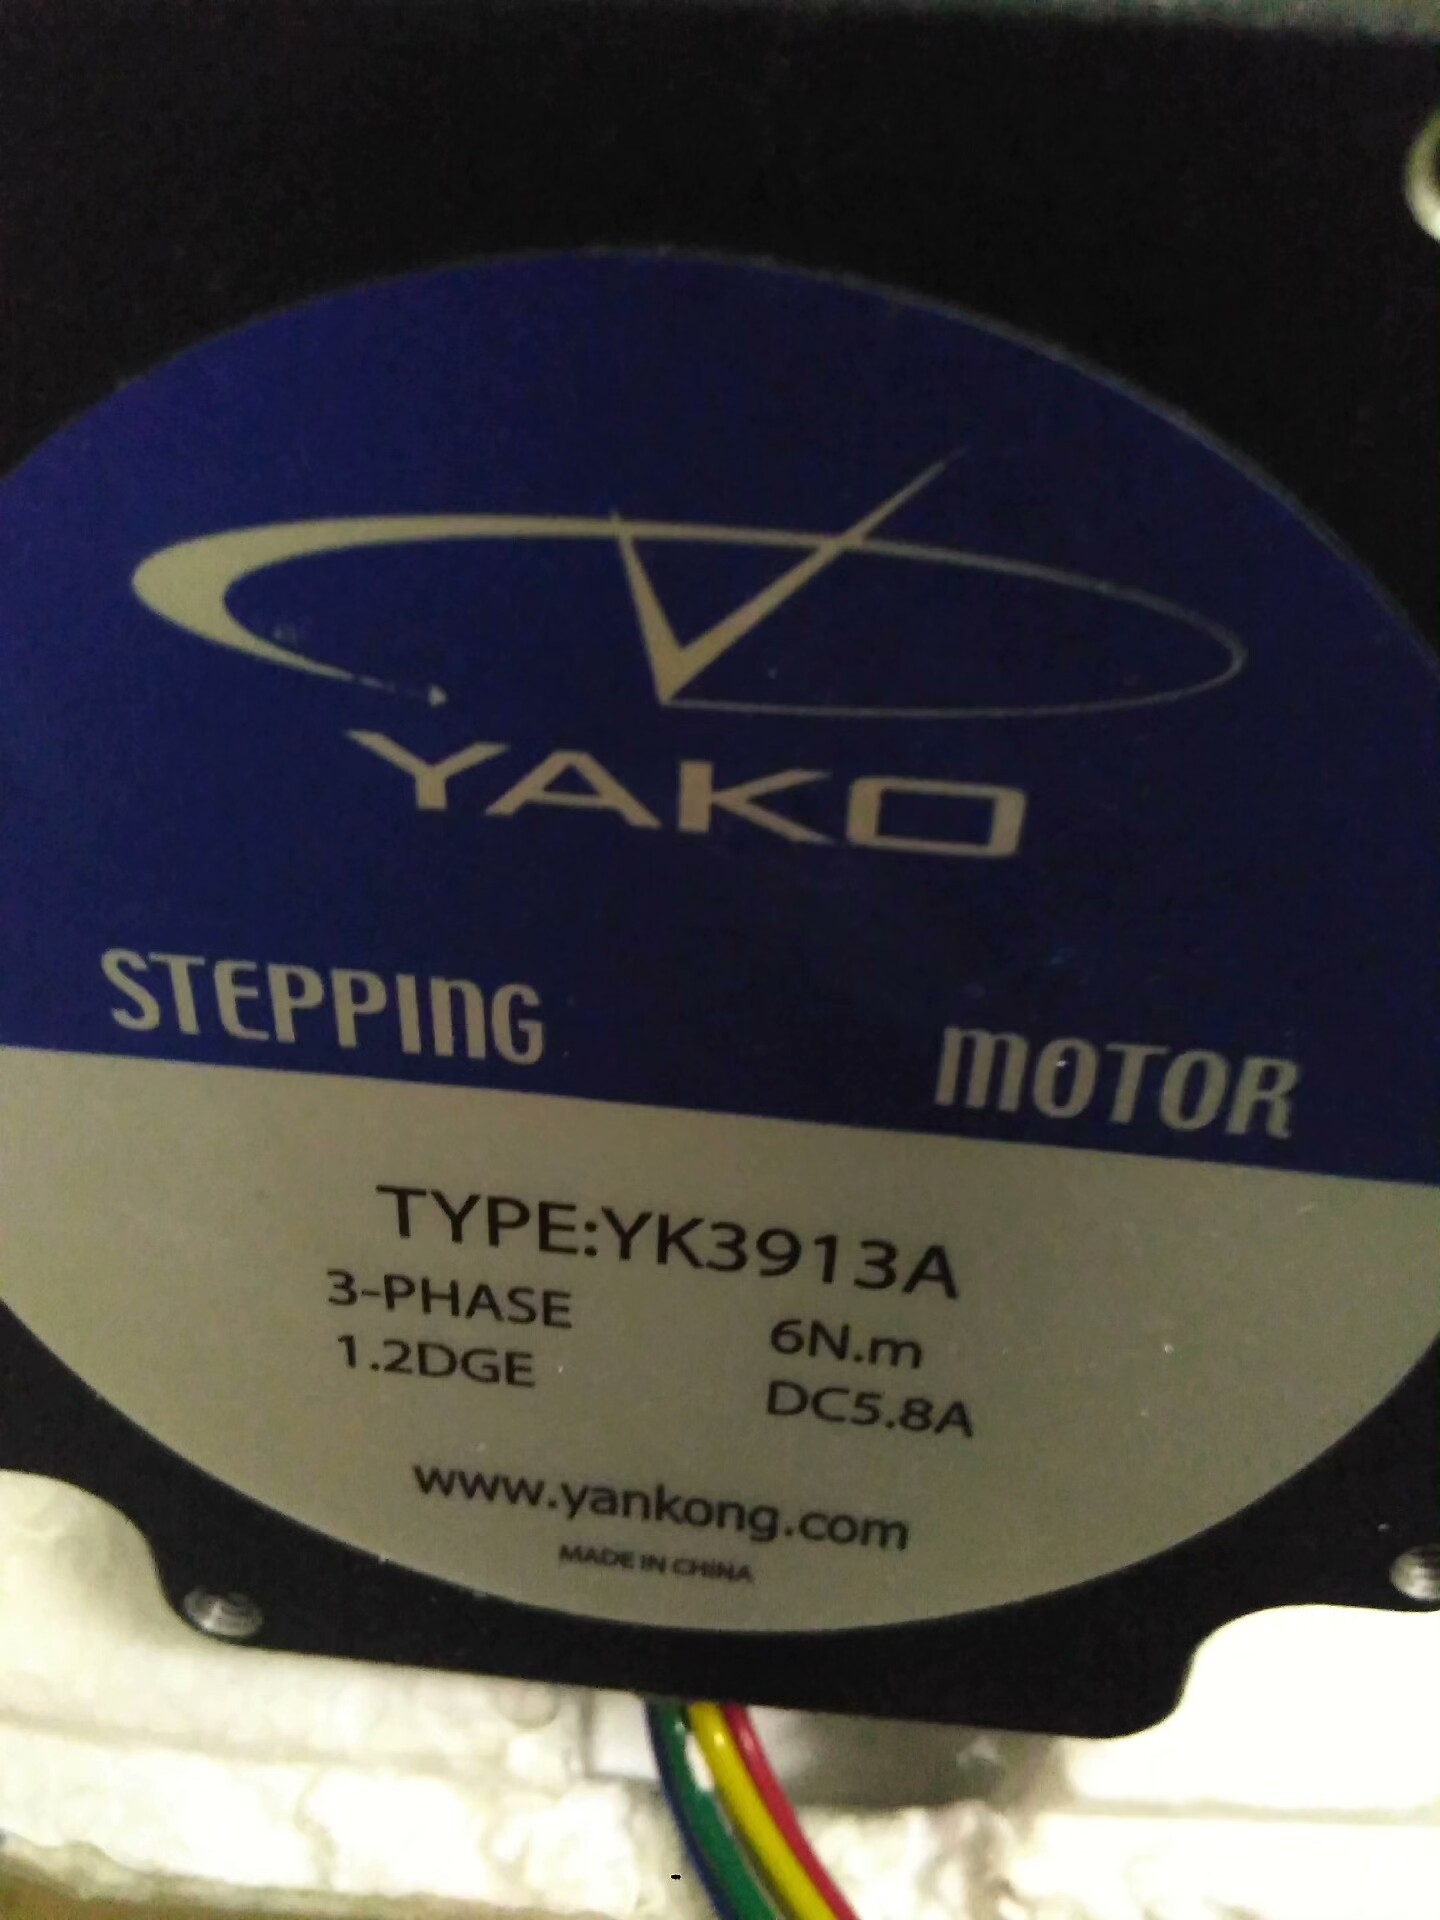 YAKO
STEPPING MOTOR
TYPE:YK3913A
3-PHASE 6N.m
1.2DGE DC5.8A
www.yankong.com
MADE IN CHINA